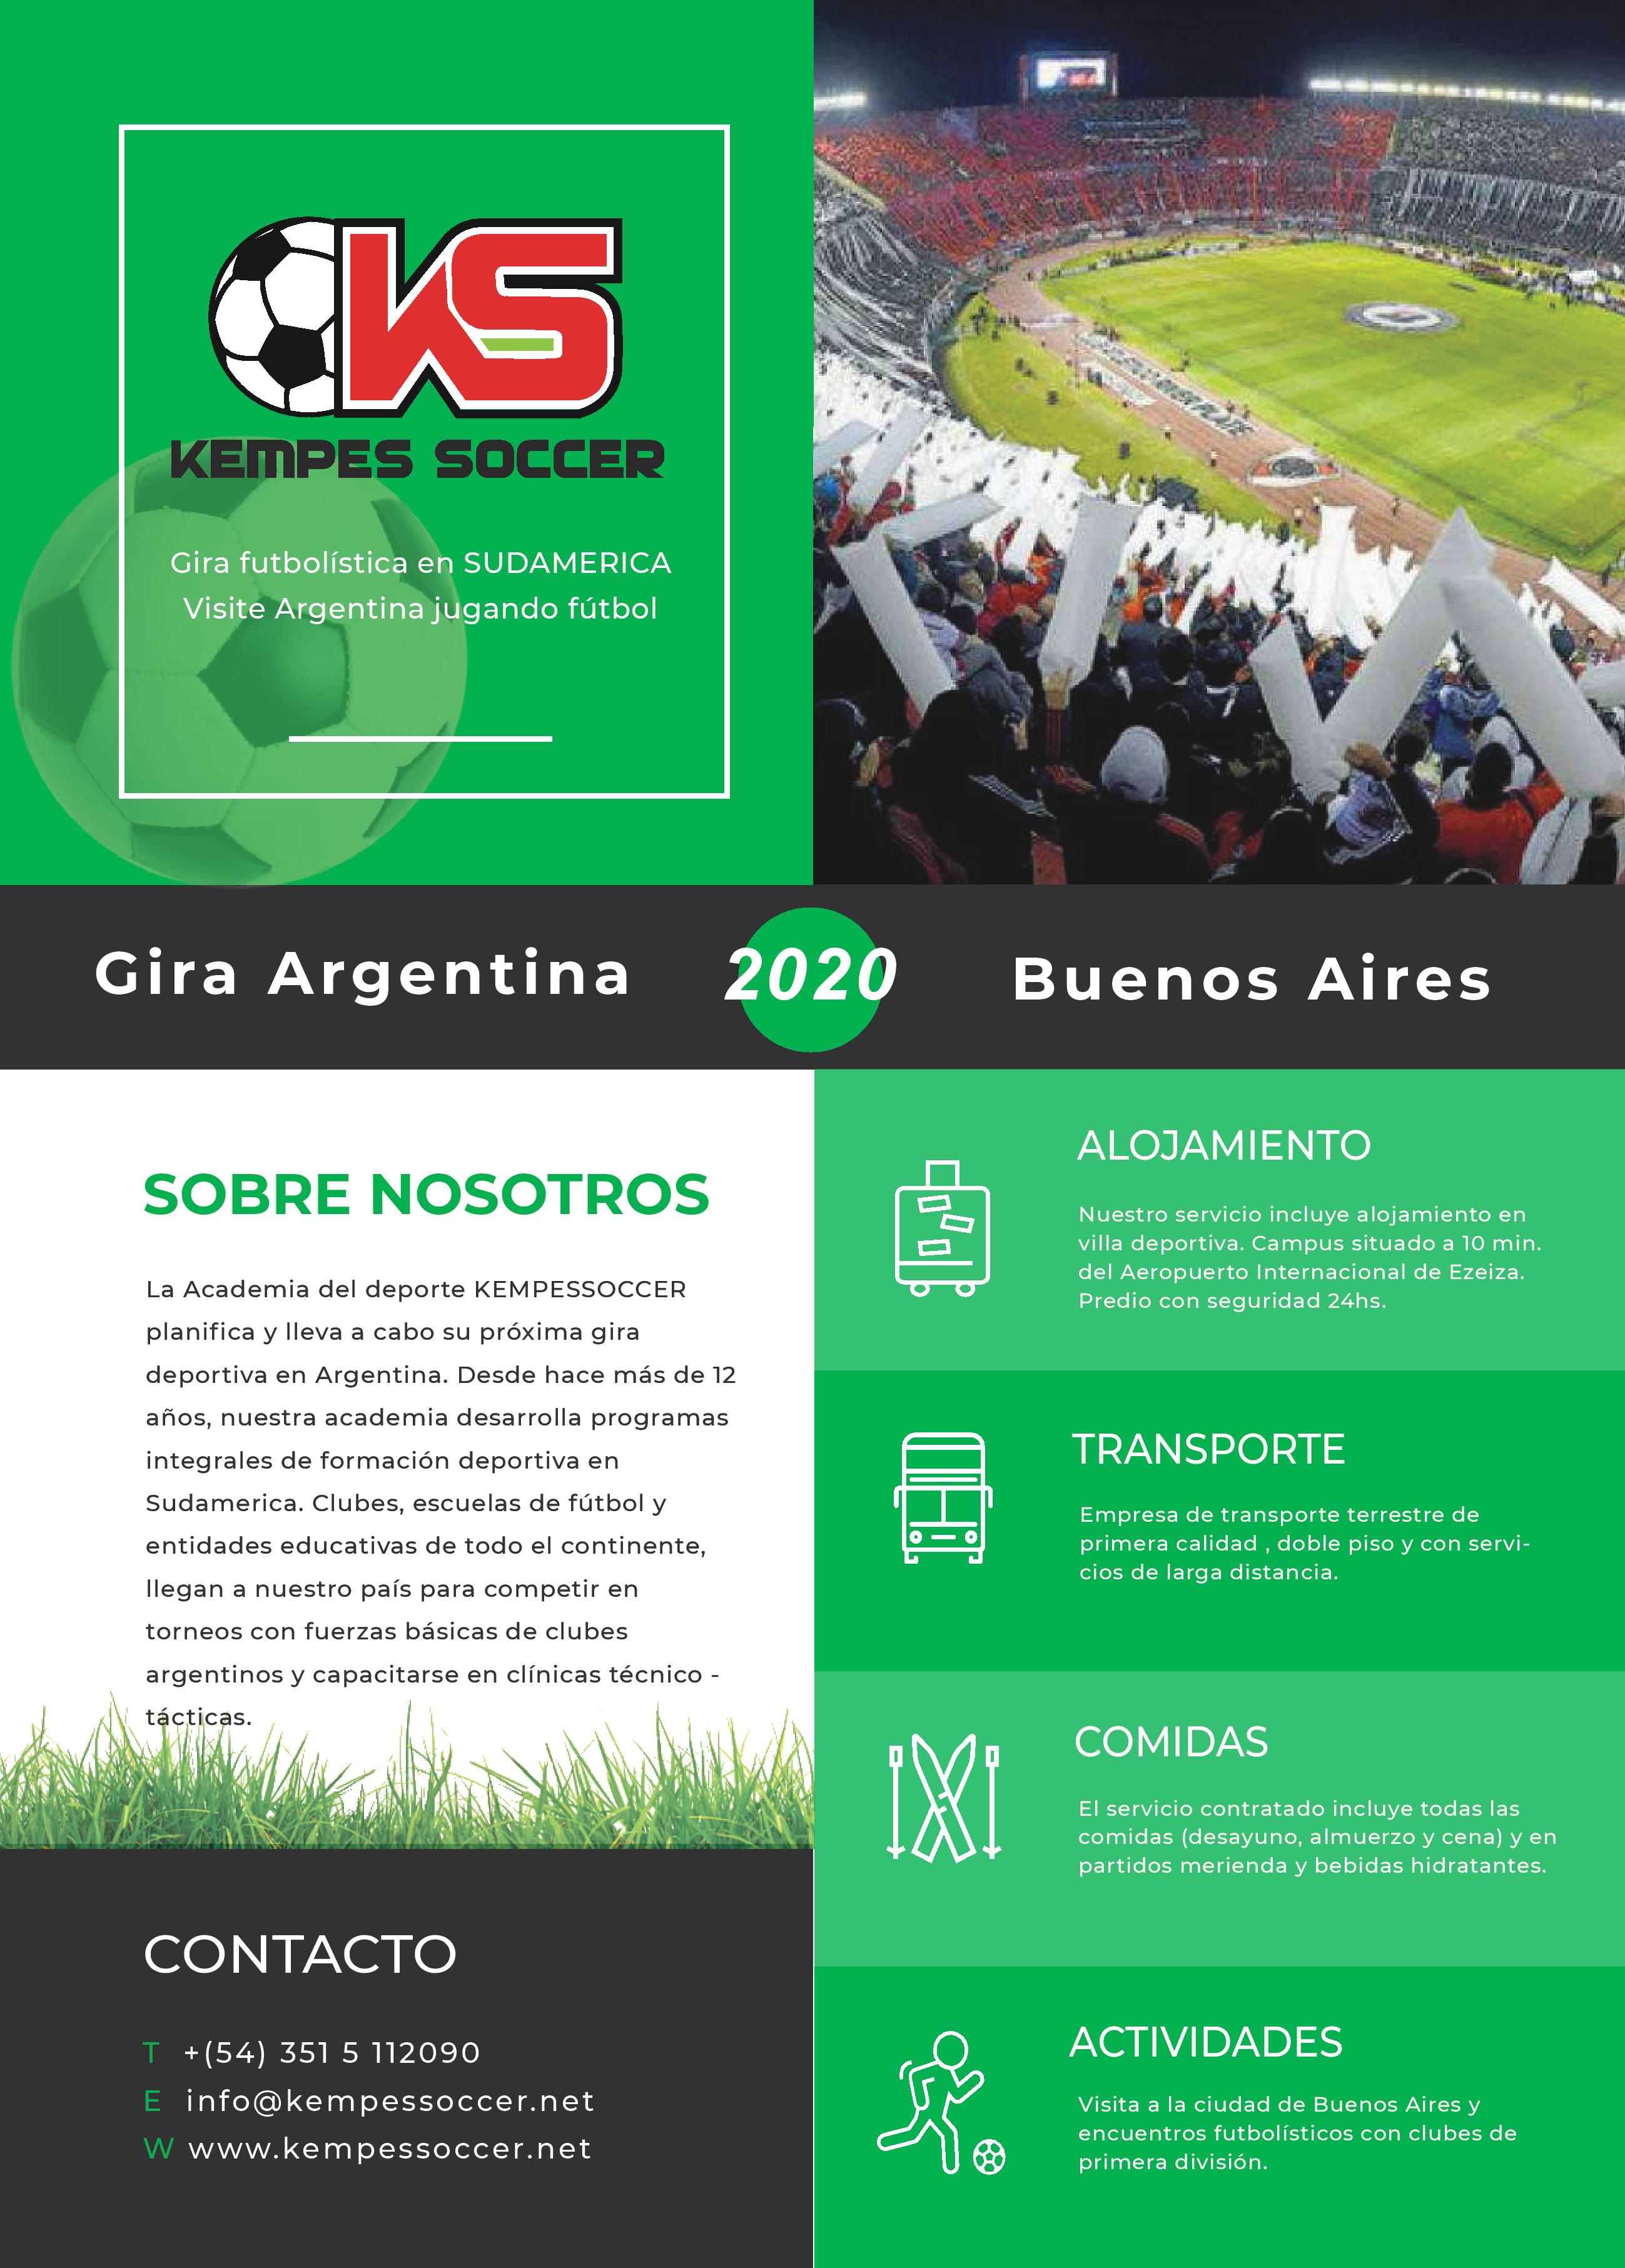 KS
KEMPES SOCCER
Gira futbolística en SUDAMERICA
Visite Argentina jugando fútbol
Gira Argentina
2020
Buenos Aires
SOBRE NOSOTROS
La Academia del deporte KEMPESSOCCER
planifica y lleva a cabo su próxima gira
deportiva en Argentina. Desde hace más de 12
años, nuestra academia desarrolla programas
integrales de formación deportiva en
Sudamerica. Clubes, escuelas de fútbol y
entidades educativas de todo el continente,
llegan a nuestro país para competir en
torneos con fuerzas básicas de clubes
argentinos y capacitarse en clínicas técnico -
tácticas.
CONTACTO
T +(54) 351 5 112090
E info@kempessoccer.net
W www.kempessoccer.net
ALOJAMIENTO
Nuestro servicio incluye alojamiento en
villa deportiva. Campus situado a 10 min.
del Aeropuerto Internacional de Ezeiza.
Predio con seguridad 24hs.
TRANSPORTE
Empresa de transporte terrestre de
primera calidad , doble piso y con servi-
cios de larga distancia.
COMIDAS
El servicio contratado incluye todas las
comidas (desayuno, almuerzo y cena) y en
partidos merienda y bebidas hidratantes.
ACTIVIDADES
Visita a la ciudad de Buenos Aires y
encuentros futbolísticos con clubes de
primera división.